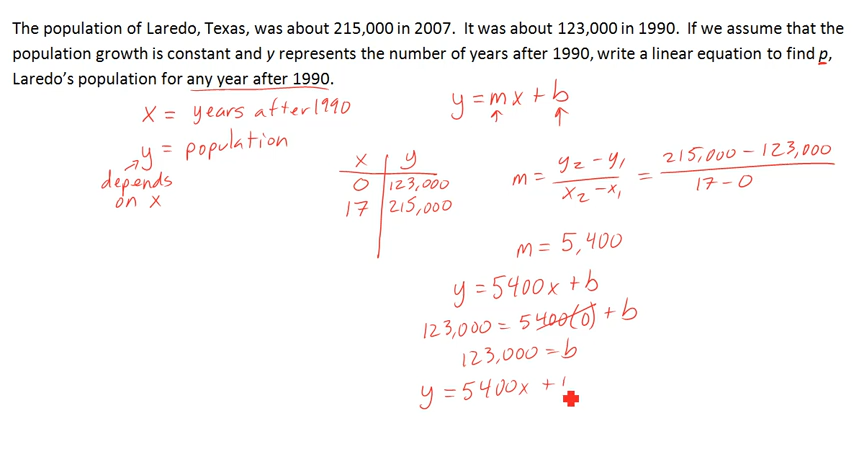 The population of Laredo, Texas, was about 215,000 in 2007. It was about 123,000 in 1990. If we assume that the
population growth is constant and y represents the number of years after 1990, write a linear equation to find p,
Laredo's population for any year after 1990.
x = years after 1990
y = population
depends
on x
x | y
0 | 123,000
17 | 215,000
y = mx + b
m = (y₂ - y₁)/(x₂ - x₁) = (215,000 - 123,000)/(17 - 0)
m = 5,400
y = 5400x + b
123,000 = 5400(0) + b
123,000 = b
y = 5400x +